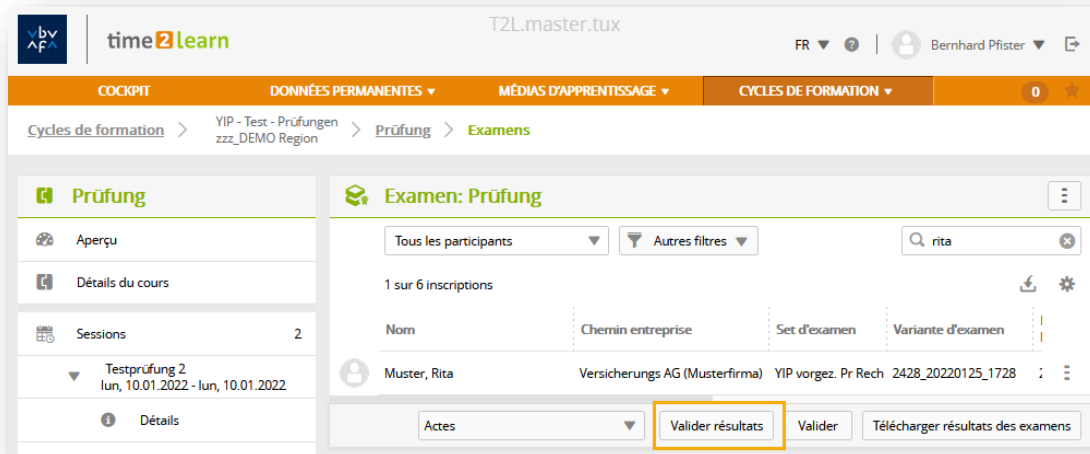 T2L.master.tux
vbv
AFA
time2learn
FR
Bernhard Pfister
COCKPIT
DONNÉES PERMANENTES
MÉDIAS D'APPRENTISSAGE
CYCLES DE FORMATION
0
Cycles de formation
YIP - Test - Prüfungen
zzz_DEMO Region
Prüfung
Examens
Prüfung
Aperçu
Détails du cours
Sessions 2
Testprüfung 2
lun, 10.01.2022 - lun, 10.01.2022
Détails
Examen: Prüfung
Tous les participants
Autres filtres
rita
1 sur 6 inscriptions
Nom Chemin entreprise Set d'examen Variante d'examen
Muster, Rita Versicherungs AG (Musterfirma) YIP vorgez. Pr Rech 2428_20220125_1728
Actes Valider résultats Valider Télécharger résultats des examens